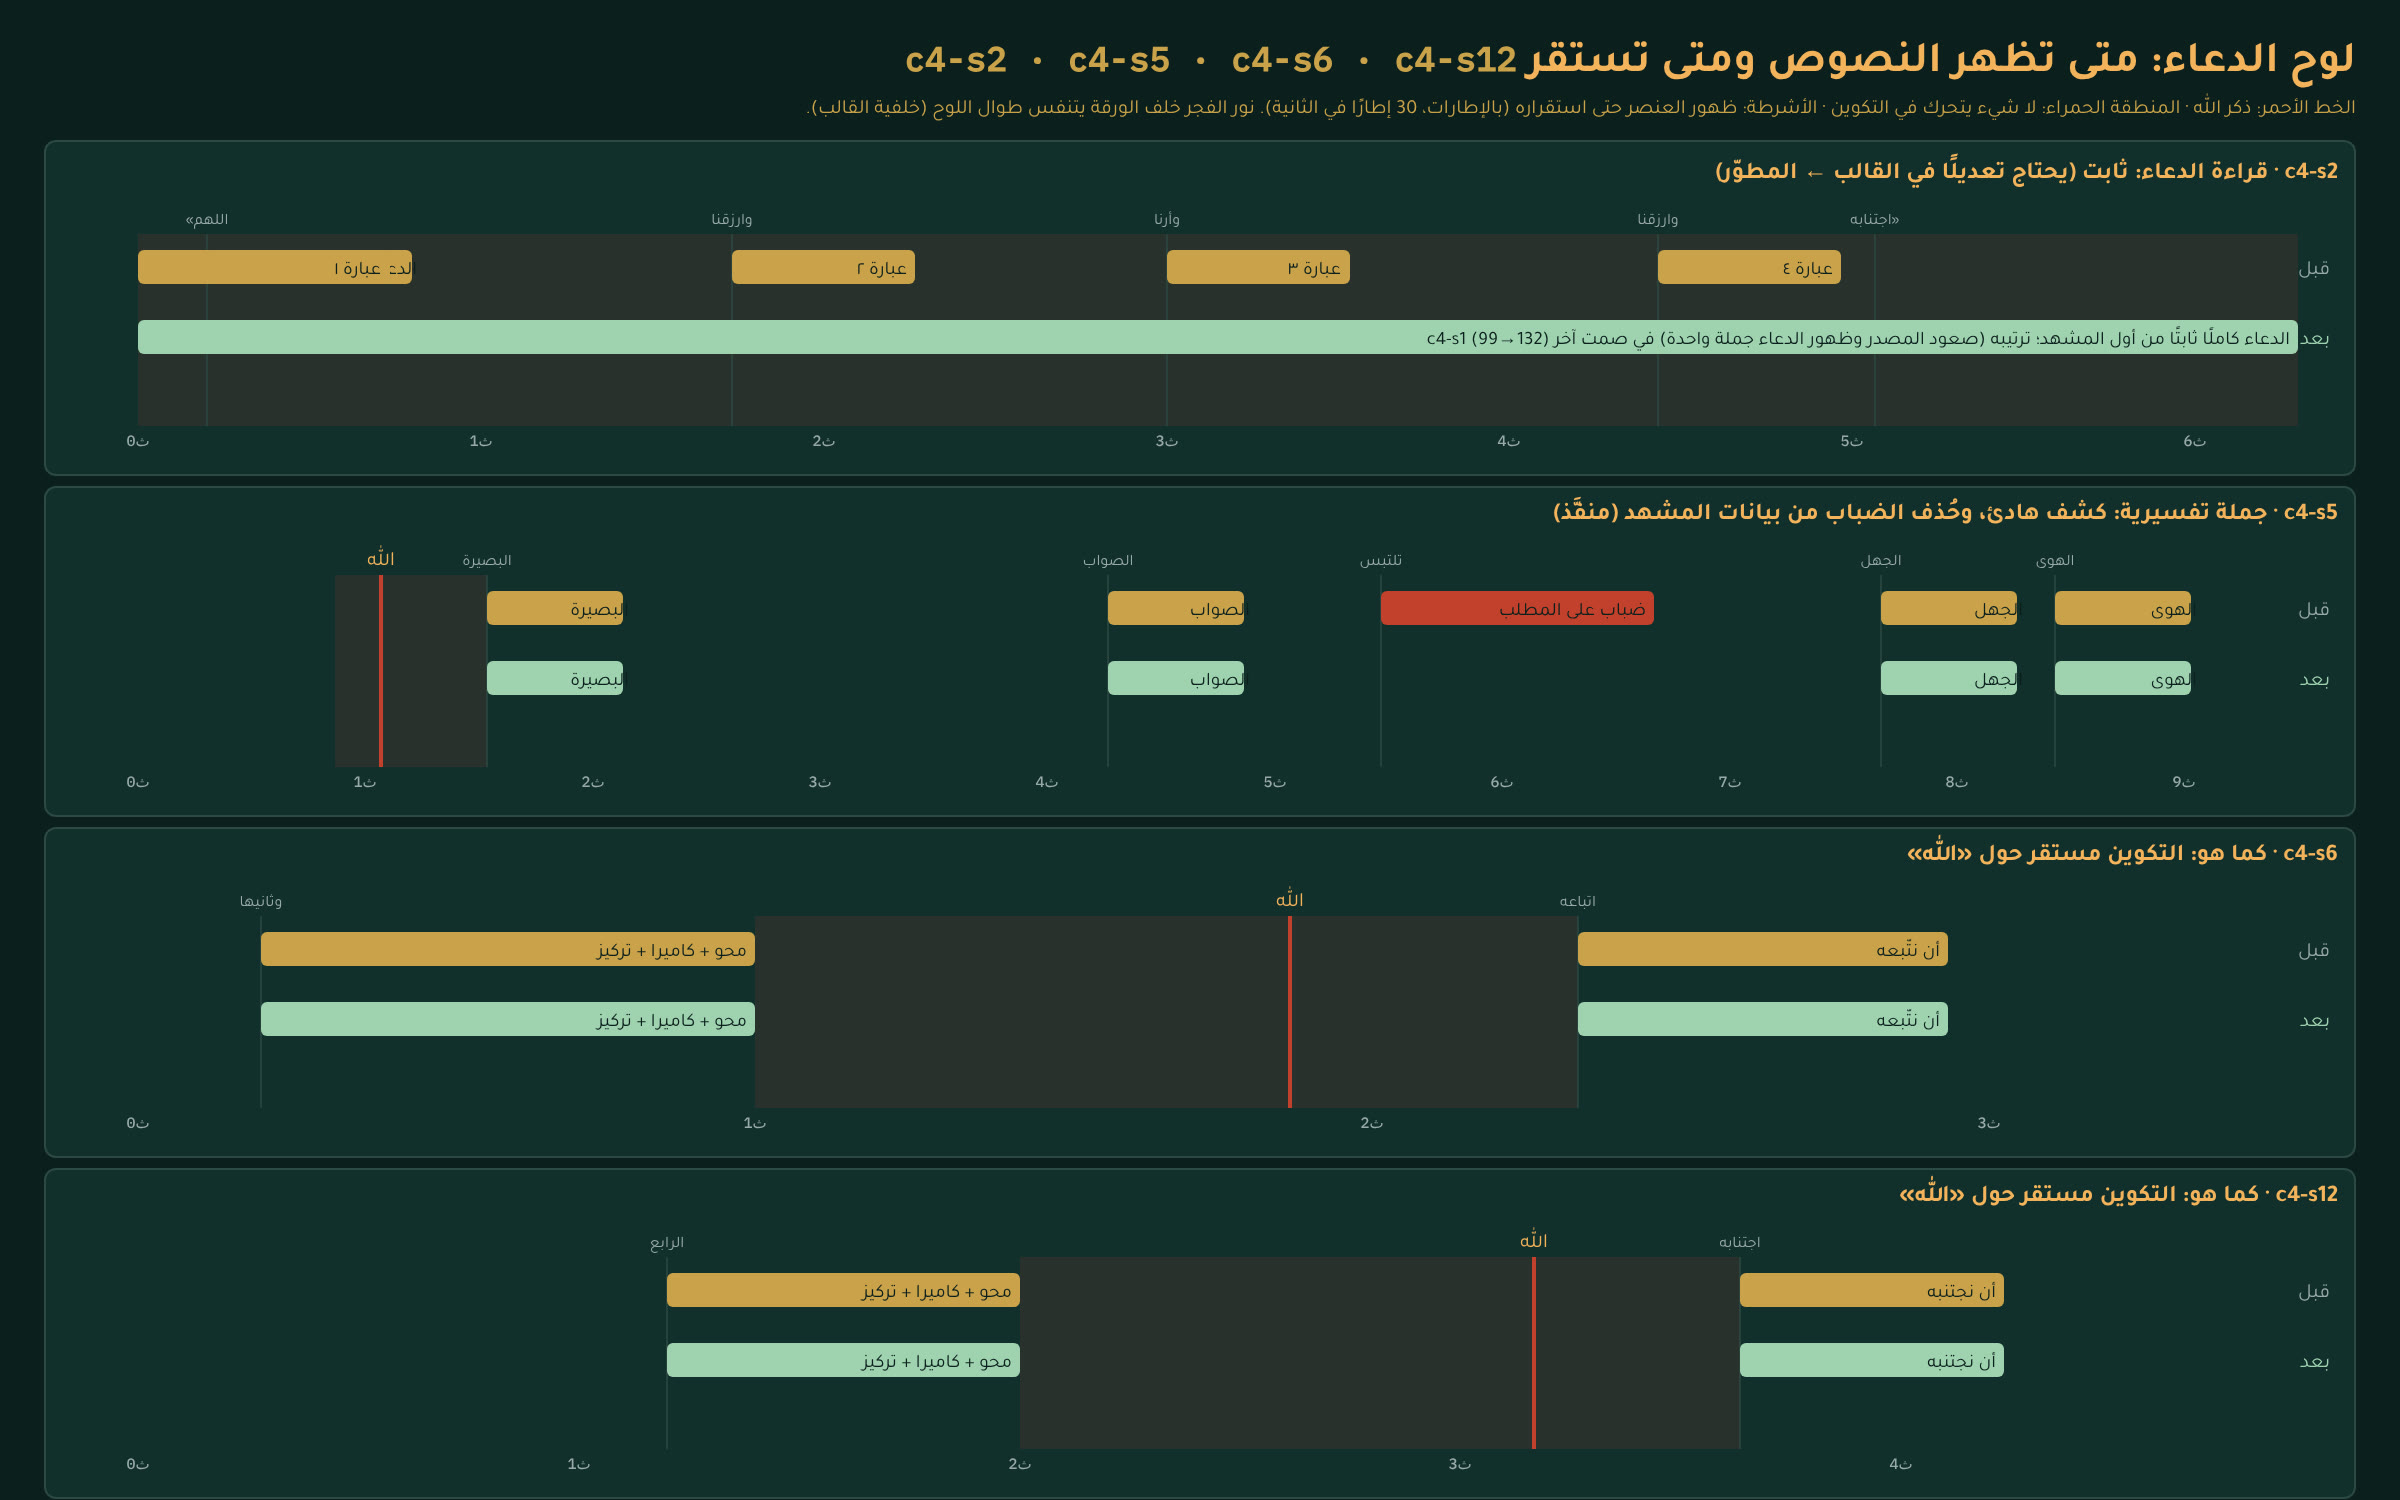 لوح الدعاء: متى تظهر النصوص ومتى تستقر c4-s2 · c4-s5 · c4-s6 · c4-s12
الخط الأحمر: ذكر الله · المنطقة الحمراء: لا شيء يتحرك في التكوين · الأشرطة: ظهور العنصر حتى استقراره (بالإطارات، 30 إطارًا في الثانية). نور الفجر خلف الورقة يتنفس طوال اللوح (خلفية القالب).
c4-s2 · قراءة الدعاء: ثابت (يحتاج تعديلًا في القالب ← المطوّر)
«اللهم وارزقنا وأرنا وارزقنا اجتنابه»
قبل عبارة ١ عبارة ٢ عبارة ٣ عبارة ٤
بعد الدعاء كاملًا ثابتًا من أول المشهد؛ ترتيبه (صعود المصدر وظهور الدعاء جملة واحدة) في صمت آخر c4-s1 (99→132)
0ث 1ث 2ث 3ث 4ث 5ث 6ث
c4-s5 · جملة تفسيرية: كشف هادئ، وحُذف الضباب من بيانات المشهد (منفَّذ)
الله البصيرة الصواب تلتبس الجهل الهوى
قبل البصيرة الصواب ضباب على المطلب الجهل الهوى
بعد البصيرة الصواب الجهل الهوى
0ث 1ث 2ث 3ث 4ث 5ث 6ث 7ث 8ث 9ث
c4-s6 · كما هو: التكوين مستقر حول «الله»
وثانيها الله اتباعه
قبل محو + كاميرا + تركيز أن نتّبعه
بعد محو + كاميرا + تركيز أن نتّبعه
0ث 1ث 2ث 3ث
c4-s12 · كما هو: التكوين مستقر حول «الله»
الرابع الله اجتنابه
قبل محو + كاميرا + تركيز أن نجتنبه
بعد محو + كاميرا + تركيز أن نجتنبه
0ث 1ث 2ث 3ث 4ث